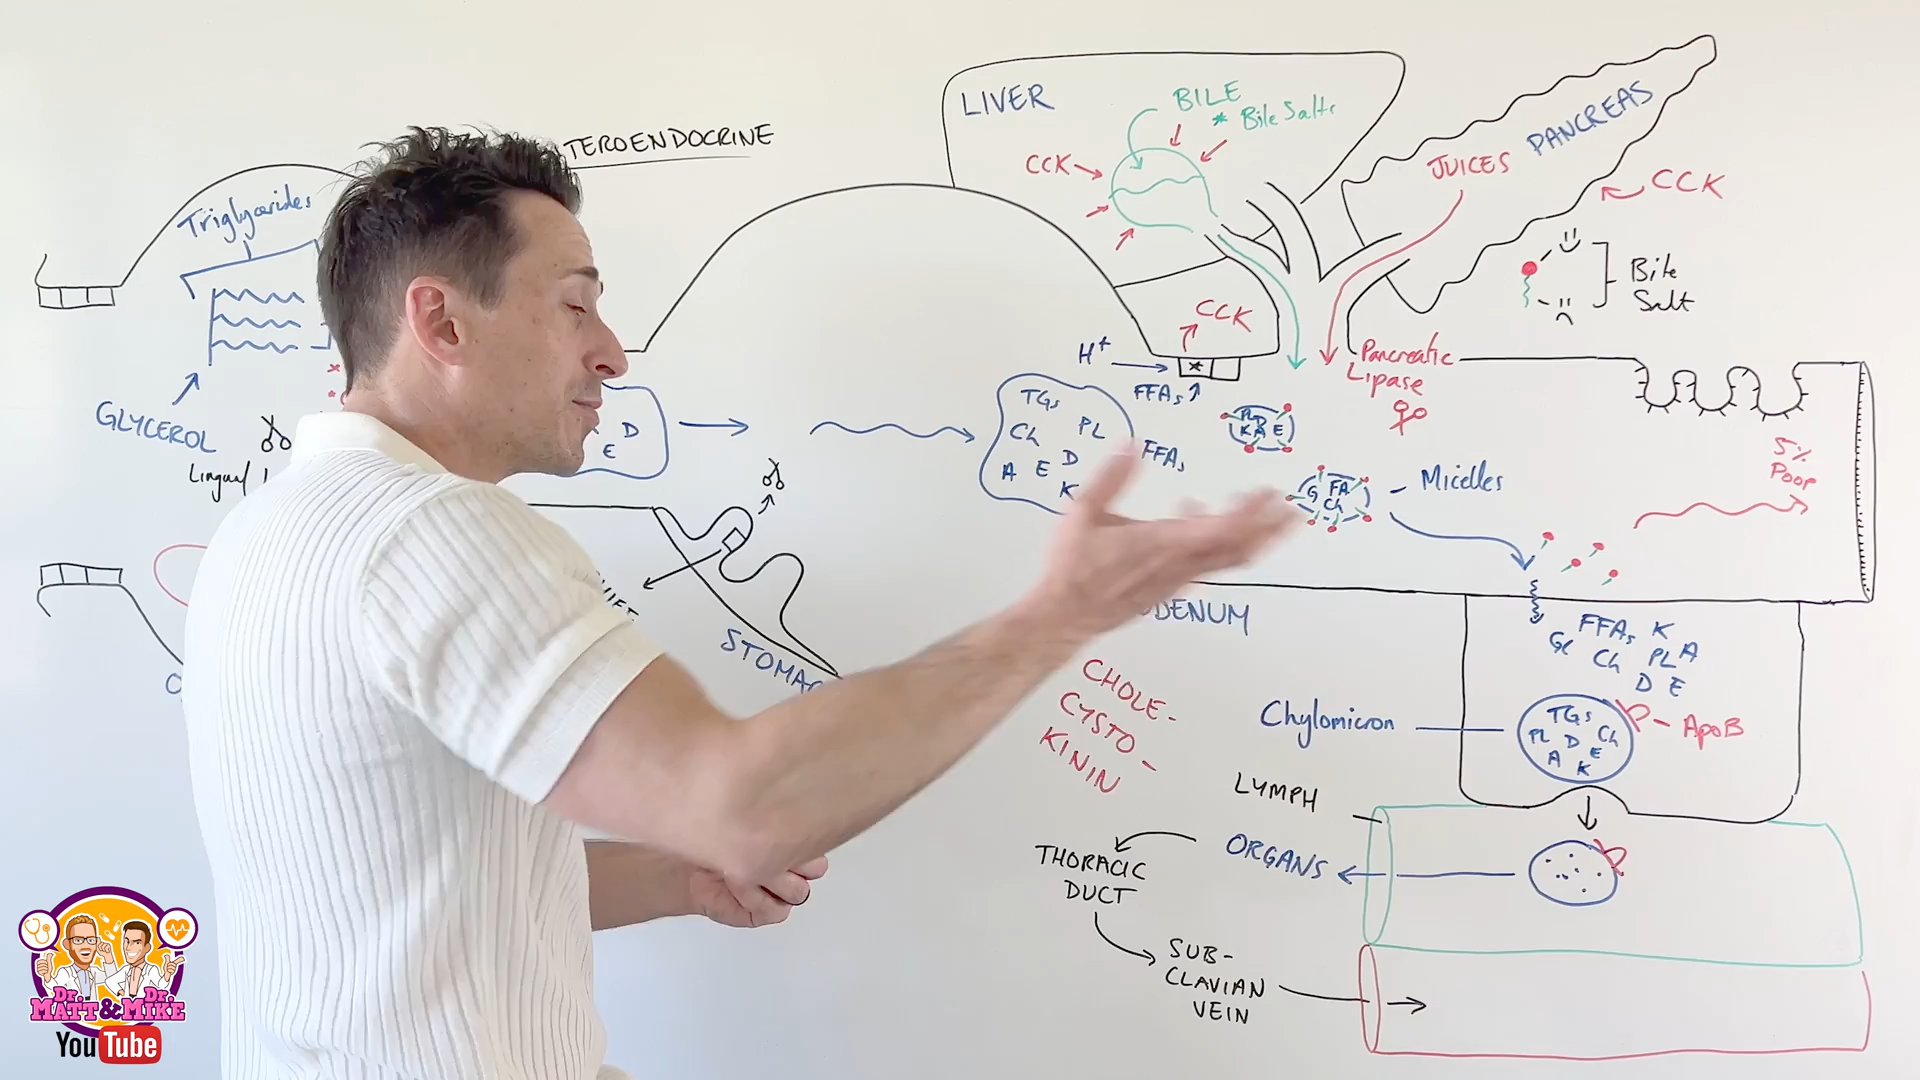 TEROENDOCRINE
Triglycerides
GLYCEROL
Lingual
D
E
STOMAC
LIVER
BILE
* Bile Salts
CCK
PANCREAS
JUICES
CCK
Bile
Salt
CCK
H+
FFAs
Pancreatic
Lipase
TGs
Ch PL
A E D
K
FFAs
PL D
K A E
G FA
Ch
Micelles
5%
Poop
DENUM
CHOLE-
CYSTO-
KININ
FFAs K
Ch PL A
D E
Chylomicron
TGs
PL D Ch
A E
K
ApoB
LYMPH
ORGANS
THORACIC
DUCT
SUB-
CLAVIAN
VEIN
Dr. Dr.
MATT & MIKE
YouTube